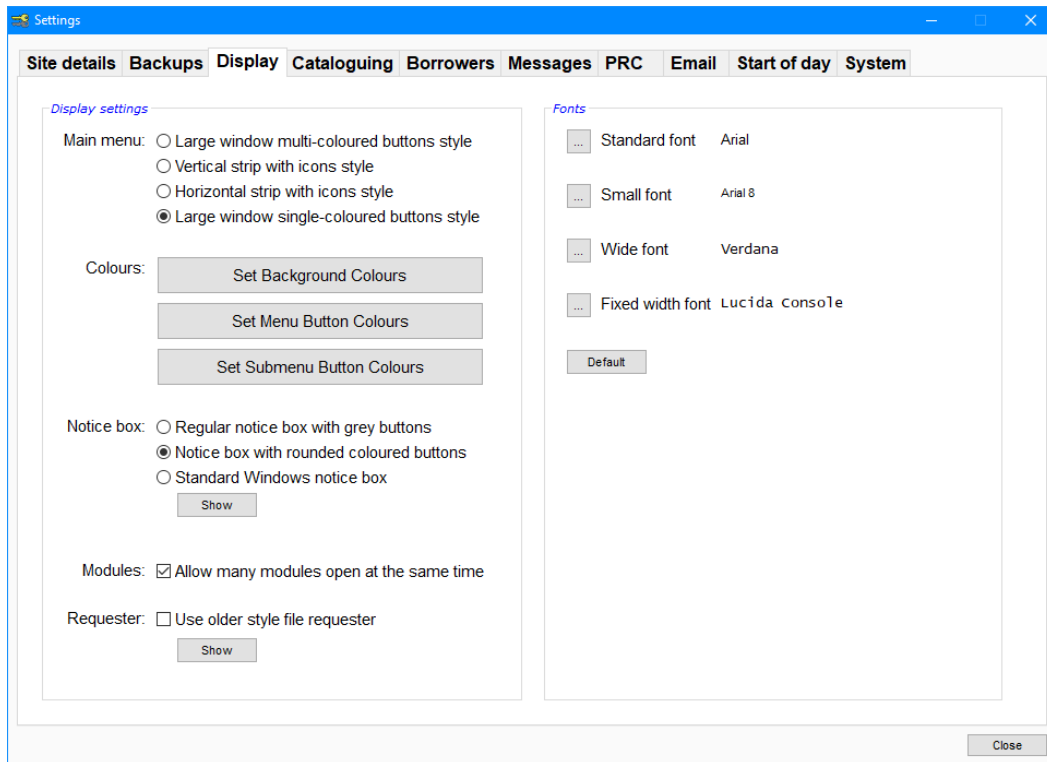 Settings
Site details Backups Display Cataloguing Borrowers Messages PRC Email Start of day System
Display settings
Main menu: Large window multi-coloured buttons style
Vertical strip with icons style
Horizontal strip with icons style
Large window single-coloured buttons style
Colours: Set Background Colours
Set Menu Button Colours
Set Submenu Button Colours
Notice box: Regular notice box with grey buttons
Notice box with rounded coloured buttons
Standard Windows notice box
Show
Modules: Allow many modules open at the same time
Requester: Use older style file requester
Show
Fonts
... Standard font Arial
... Small font Arial 8
... Wide font Verdana
... Fixed width font Lucida Console
Default
Close